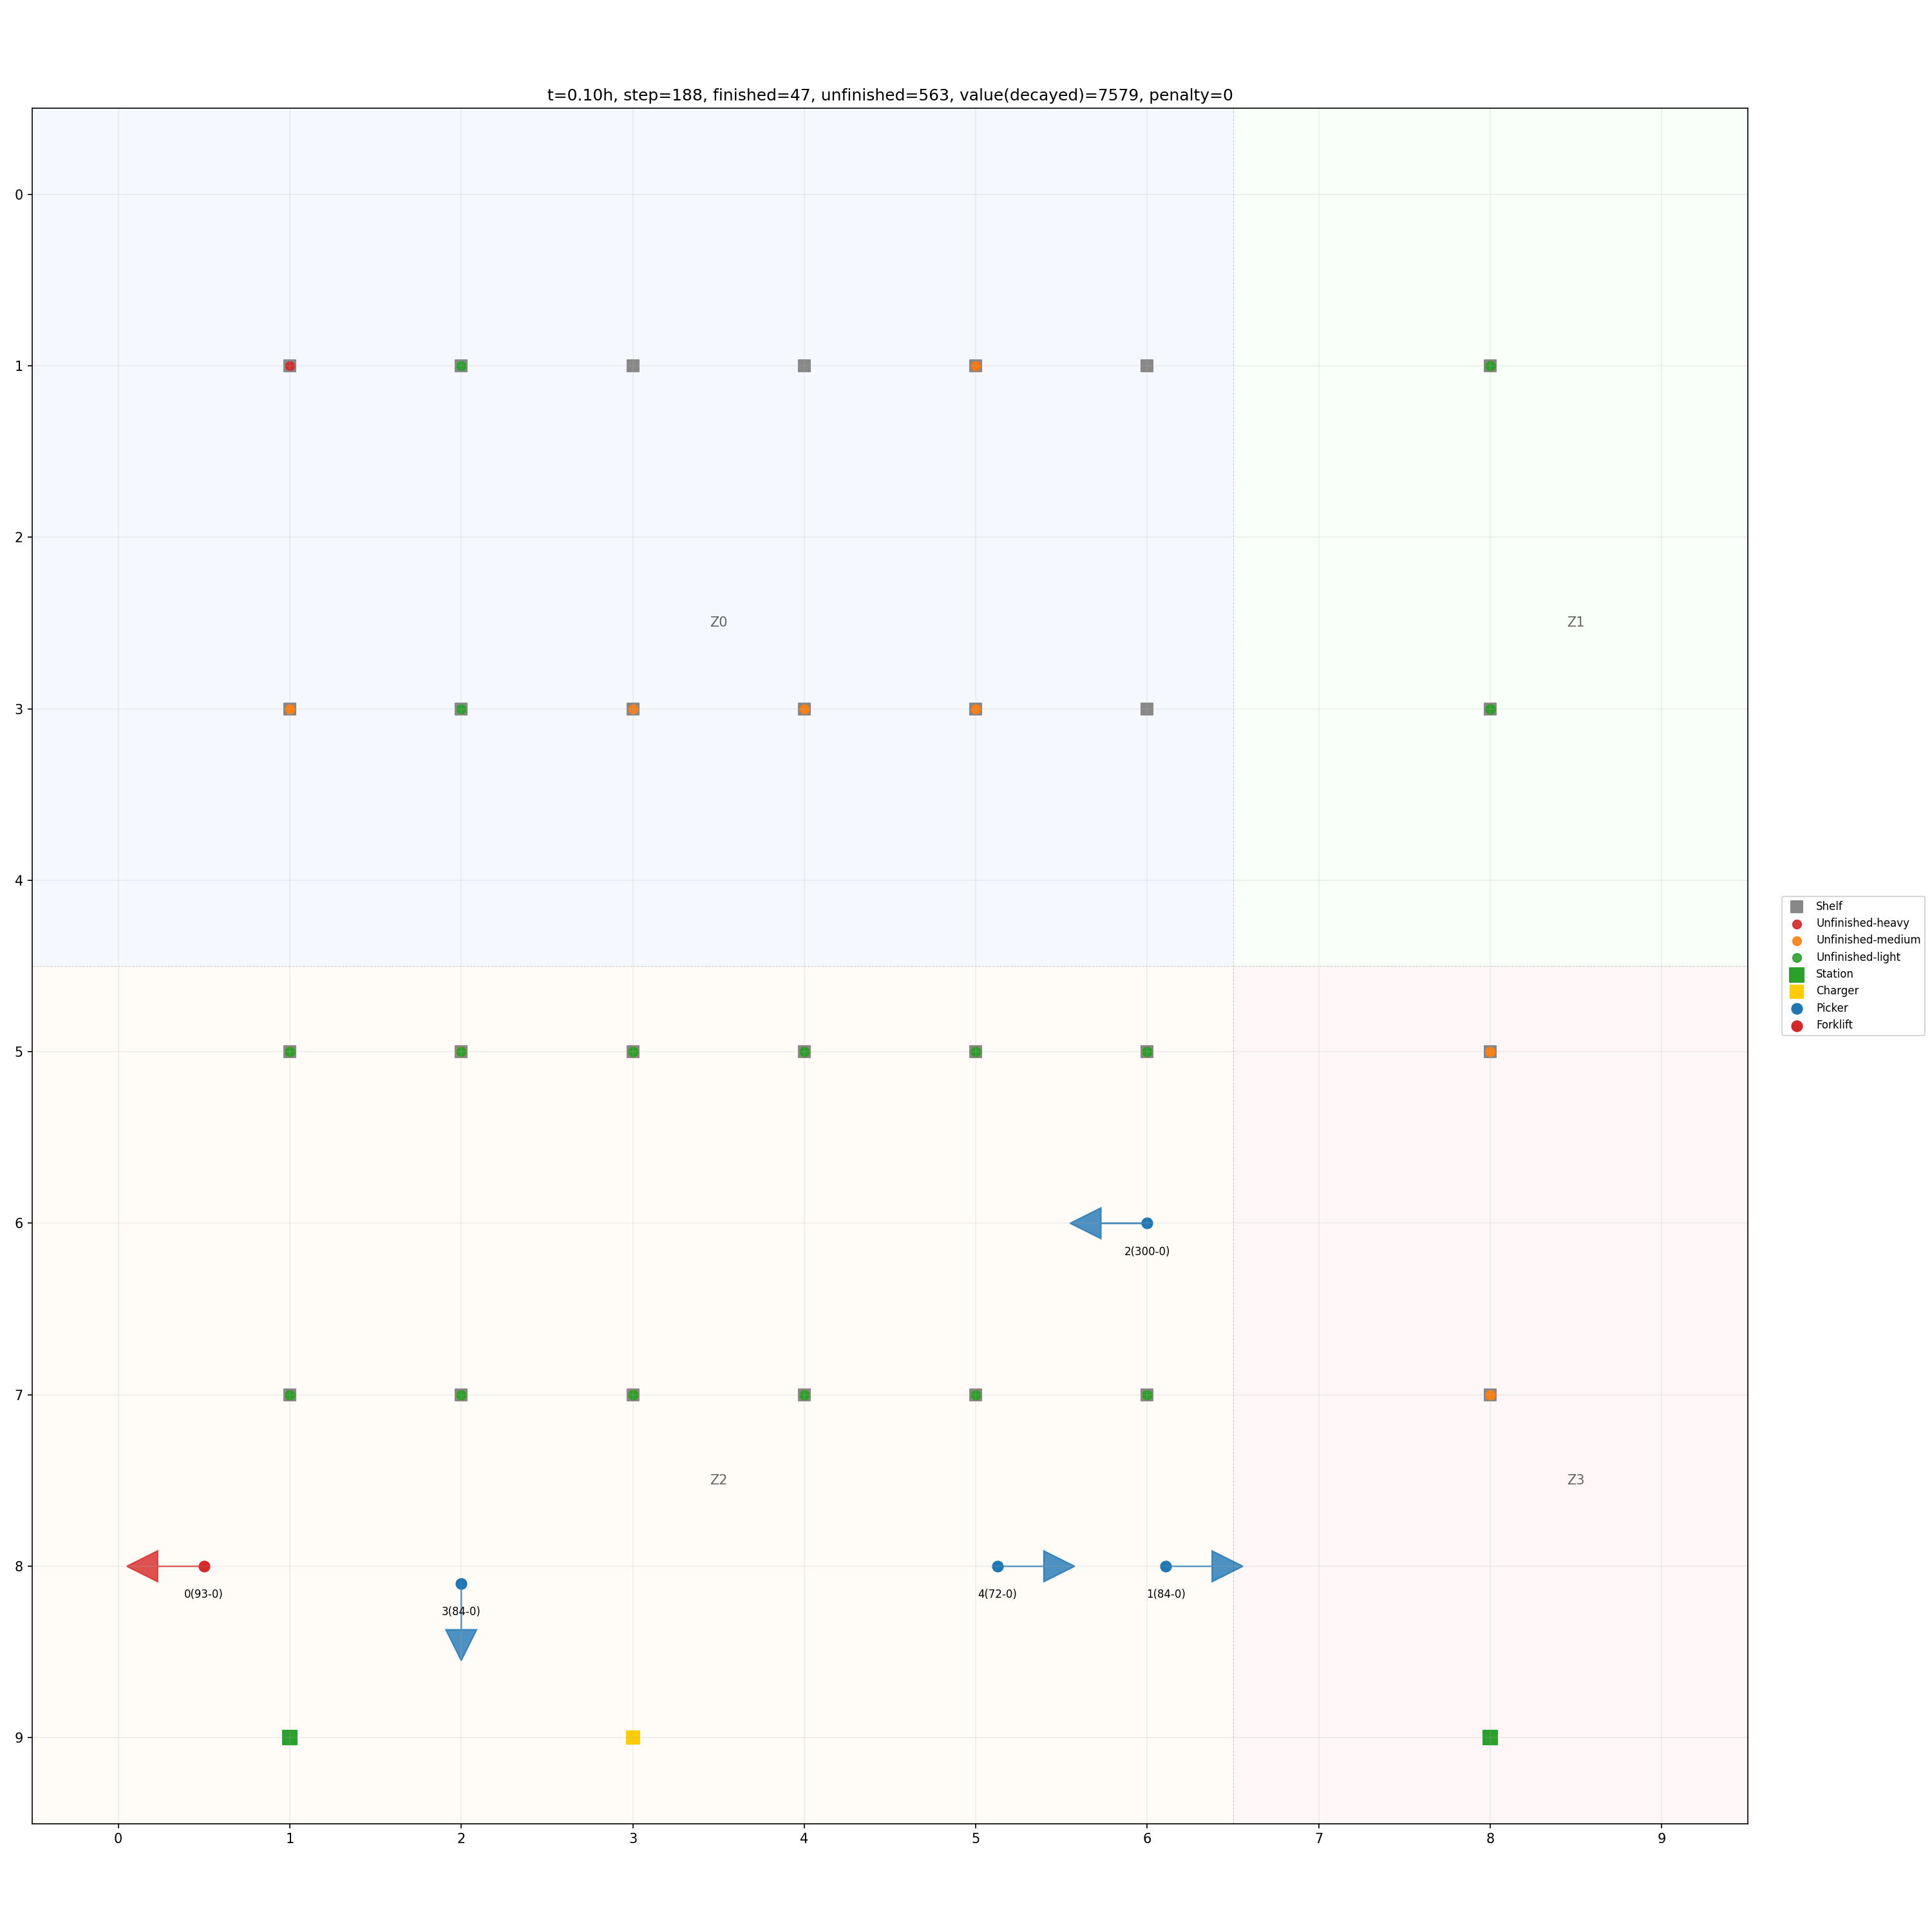 t=0.10h, step=188, finished=47, unfinished=563, value(decayed)=7579, penalty=0
0
1
2
Z0
Z1
3
4
Shelf
Unfinished-heavy
Unfinished-medium
Unfinished-light
Station
Charger
Picker
Forklift
5
6
2(300-0)
7
Z2
Z3
8
0(93-0)
3(84-0)
4(72-0)
1(84-0)
9
0 1 2 3 4 5 6 7 8 9